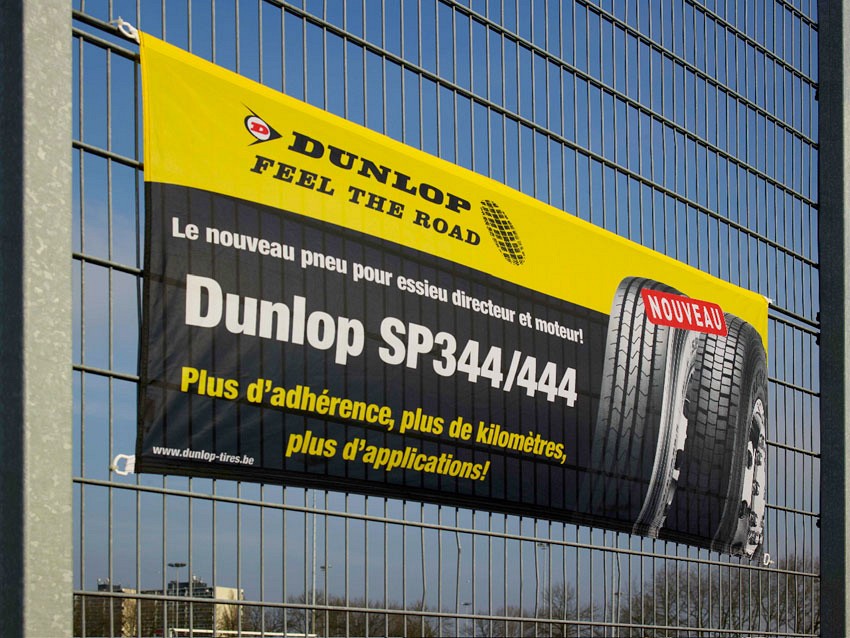 D DUNLOP
FEEL THE ROAD
Le nouveau pneu pour essieu directeur et moteur!
Dunlop SP344/444
NOUVEAU
Plus d'adhérence, plus de kilomètres,
plus d'applications!
www.dunlop-tires.be